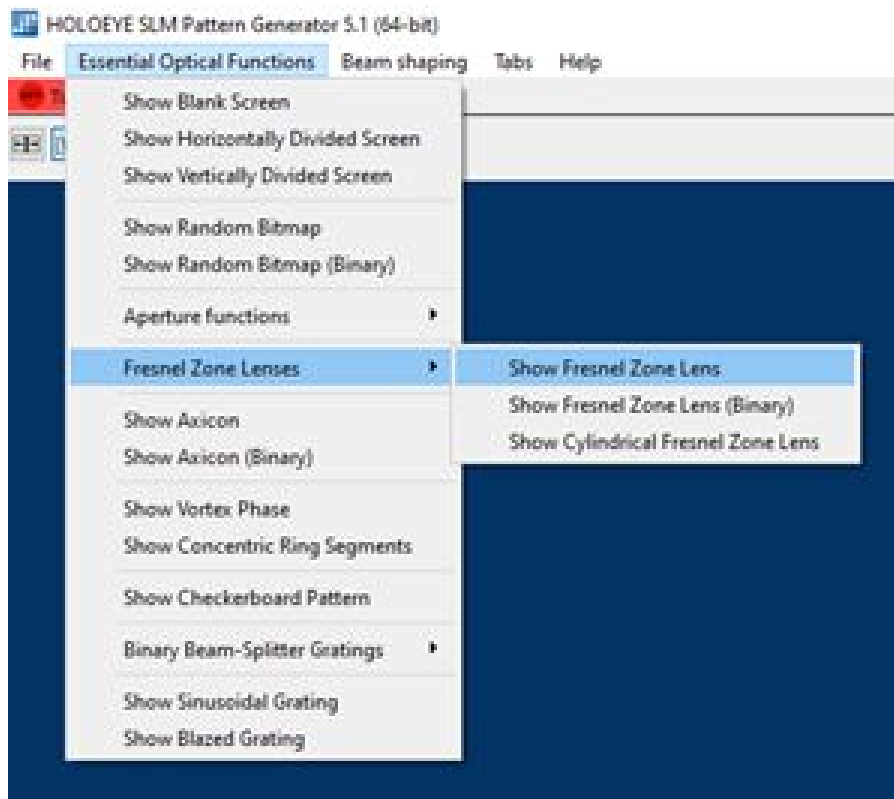 HOLOEYE SLM Pattern Generator 5.1 (64-bit)
File Essential Optical Functions Beam shaping Tabs Help
Show Blank Screen
Show Horizontally Divided Screen
Show Vertically Divided Screen
Show Random Bitmap
Show Random Bitmap (Binary)
Aperture functions
Fresnel Zone Lenses
Show Fresnel Zone Lens
Show Fresnel Zone Lens (Binary)
Show Cylindrical Fresnel Zone Lens
Show Axicon
Show Axicon (Binary)
Show Vortex Phase
Show Concentric Ring Segments
Show Checkerboard Pattern
Binary Beam-Splitter Gratings
Show Sinusoidal Grating
Show Blazed Grating